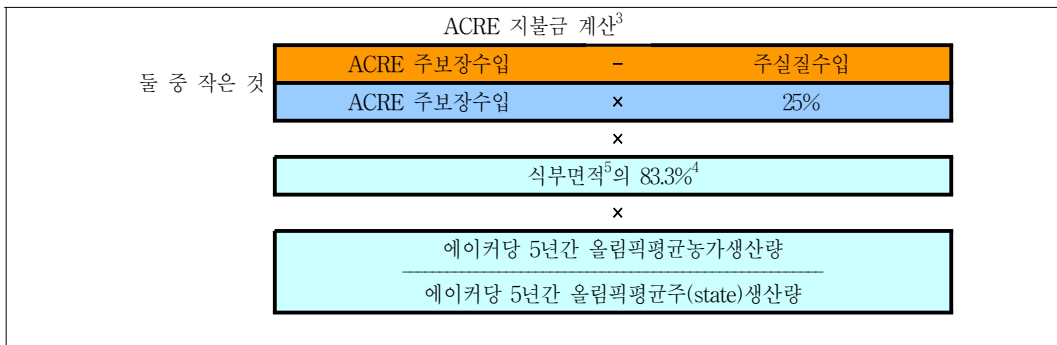 ACRE 지불금 계산3
둘 중 작은 것
ACRE 주보장수입 - 주실질수입
ACRE 주보장수입 × 25%
×
식부면적5의 83.3%4
×
에이커당 5년간 올림픽평균농가생산량
에이커당 5년간 올림픽평균주(state)생산량